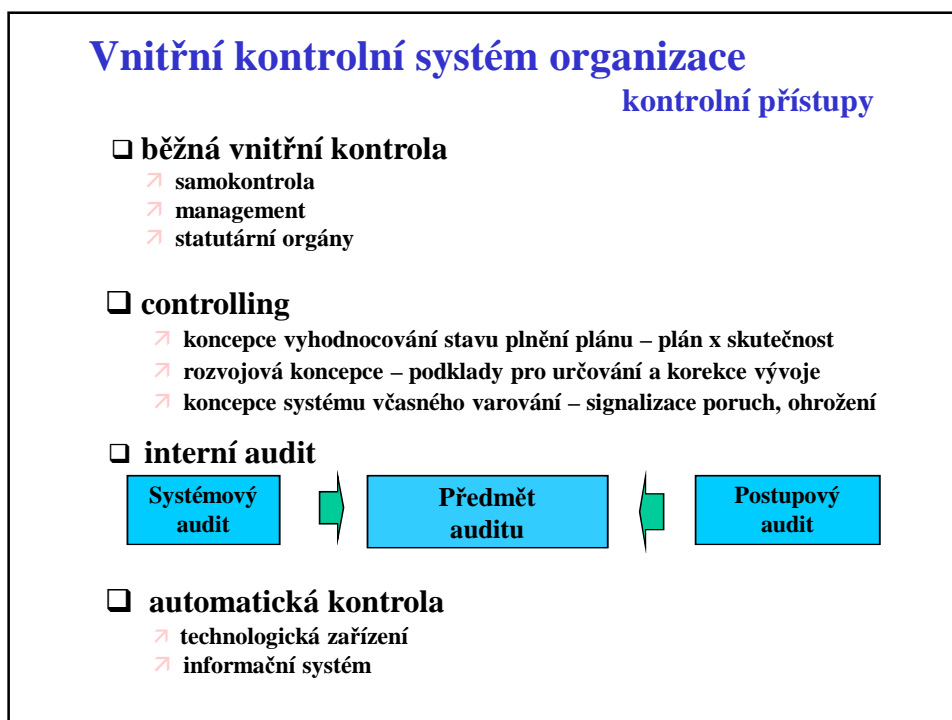 Vnitřní kontrolní systém organizace
kontrolní přístupy
běžná vnitřní kontrola
samokontrola
management
statutární orgány
controlling
koncepce vyhodnocování stavu plnění plánu – plán x skutečnost
rozvojová koncepce – podklady pro určování a korekce vývoje
koncepce systému včasného varování – signalizace poruch, ohrožení
interní audit
Systémový
audit
Předmět
auditu
Postupový
audit
automatická kontrola
technologická zařízení
informační systém